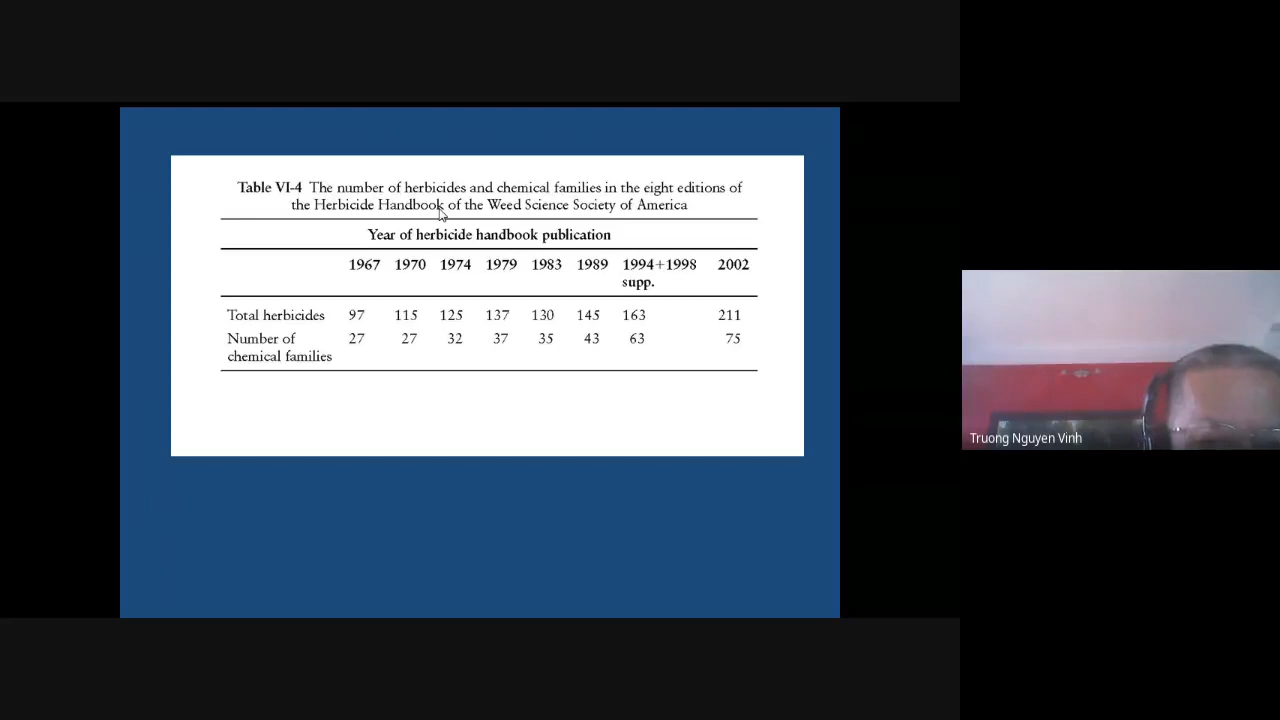 Table VI-4 The number of herbicides and chemical families in the eight editions of
the Herbicide Handbook of the Weed Science Society of America
Year of herbicide handbook publication
1967 1970 1974 1979 1983 1989 1994+1998 2002
supp.
Total herbicides 97 115 125 137 130 145 163 211
Number of 27 27 32 37 35 43 63 75
chemical families
Truong Nguyen Vinh